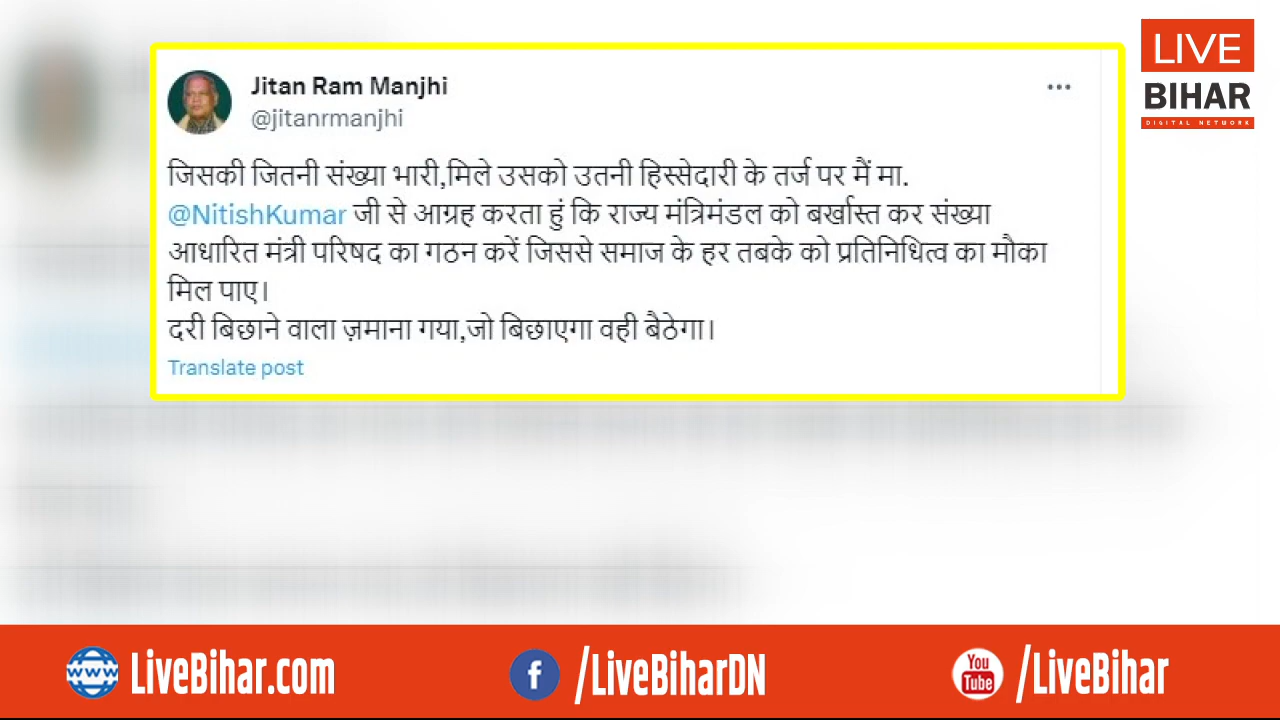 LIVE
BIHAR
DIGITAL NETWORK
Jitan Ram Manjhi
@jitanrmanjhi
जिसकी जितनी संख्या भारी,मिले उसको उतनी हिस्सेदारी के तर्ज पर मैं मा.
@NitishKumar जी से आग्रह करता हुं कि राज्य मंत्रिमंडल को बर्खास्त कर संख्या
आधारित मंत्री परिषद का गठन करें जिससे समाज के हर तबके को प्रतिनिधित्व का मौका
मिल पाए।
दरी बिछाने वाला ज़माना गया,जो बिछाएगा वही बैठेगा।
Translate post
www LiveBihar.com
f /LiveBiharDN
You Tube /LiveBihar